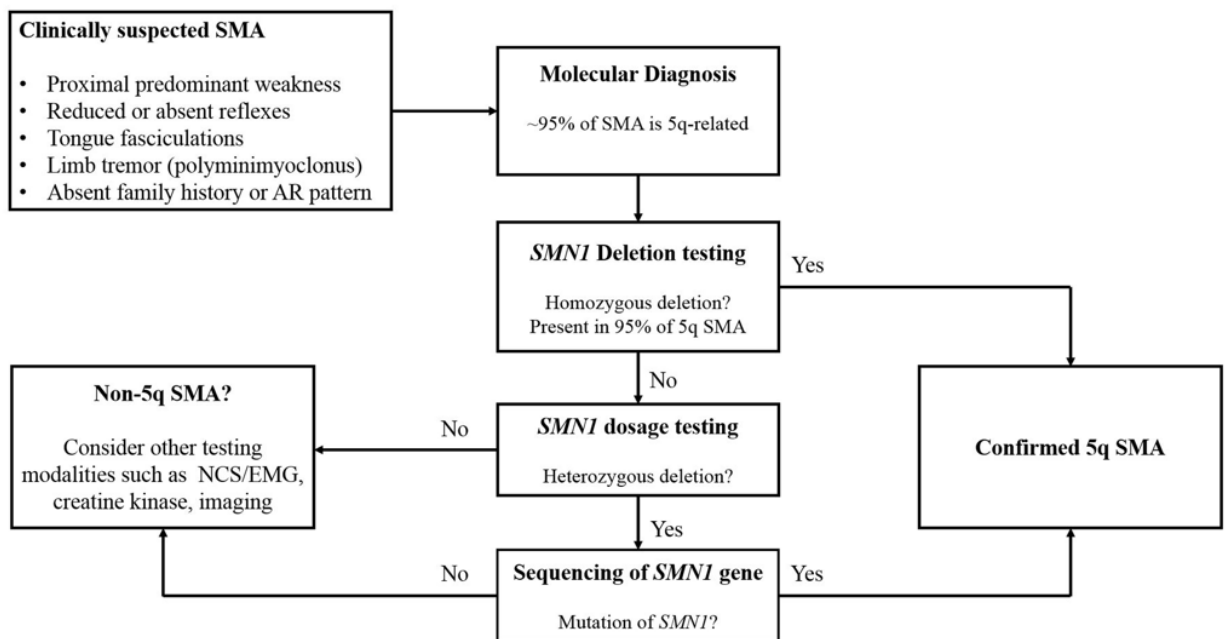 Clinically suspected SMA
• Proximal predominant weakness
• Reduced or absent reflexes
• Tongue fasciculations
• Limb tremor (polyminimyoclonus)
• Absent family history or AR pattern
Molecular Diagnosis
~95% of SMA is 5q-related
SMN1 Deletion testing
Homozygous deletion?
Present in 95% of 5q SMA
Yes
No
Non-5q SMA?
Consider other testing
modalities such as NCS/EMG,
creatine kinase, imaging
No
SMN1 dosage testing
Heterozygous deletion?
Confirmed 5q SMA
Yes
No
Sequencing of SMN1 gene
Mutation of SMN1?
Yes